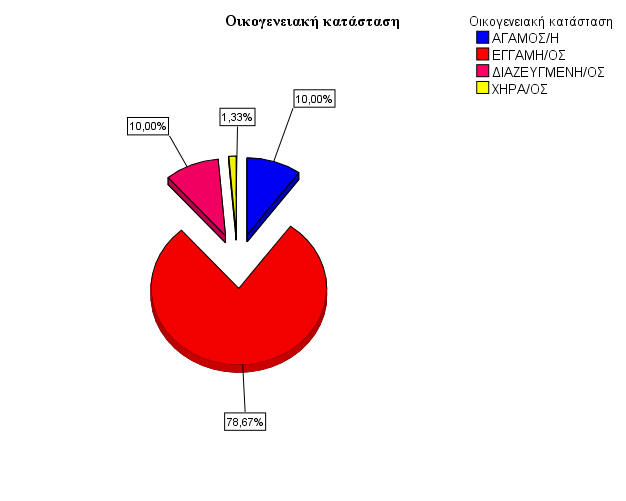 Οικογενειακή κατάσταση
Οικογενειακή κατάσταση
ΑΓΑΜΟΣ/Η
ΕΓΓΑΜΗ/ΟΣ
ΔΙΑΖΕΥΓΜΕΝΗ/ΟΣ
ΧΗΡΑ/ΟΣ
10,00%
1,33%
10,00%
78,67%